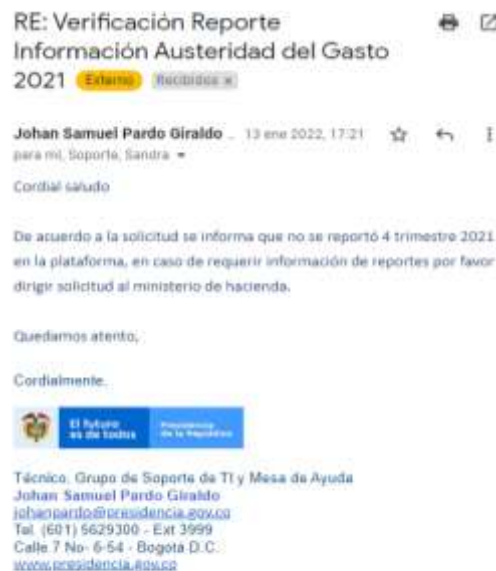 RE: Verificación Reporte
Información Austeridad del Gasto
2021 Externo Recibidos x
Johan Samuel Pardo Giraldo 13 ene 2022, 17:21
para mí, Soporte, Sandra
Cordial saludo
De acuerdo a la solicitud se informa que no se reportó 4 trimestre 2021
en la plataforma, en caso de requerir información de reportes por favor
dirigir solicitud al ministerio de hacienda.
Quedamos atento,
Cordialmente.
El futuro
es de todos
Presidencia
de la República
Técnico. Grupo de Soporte de TI y Mesa de Ayuda
Johan Samuel Pardo Giraldo
johanpardo@presidencia.gov.co
Tel. (601) 5629300 - Ext 3999
Calle 7 No- 6-54 - Bogotá D.C.
www.presidencia.gov.co